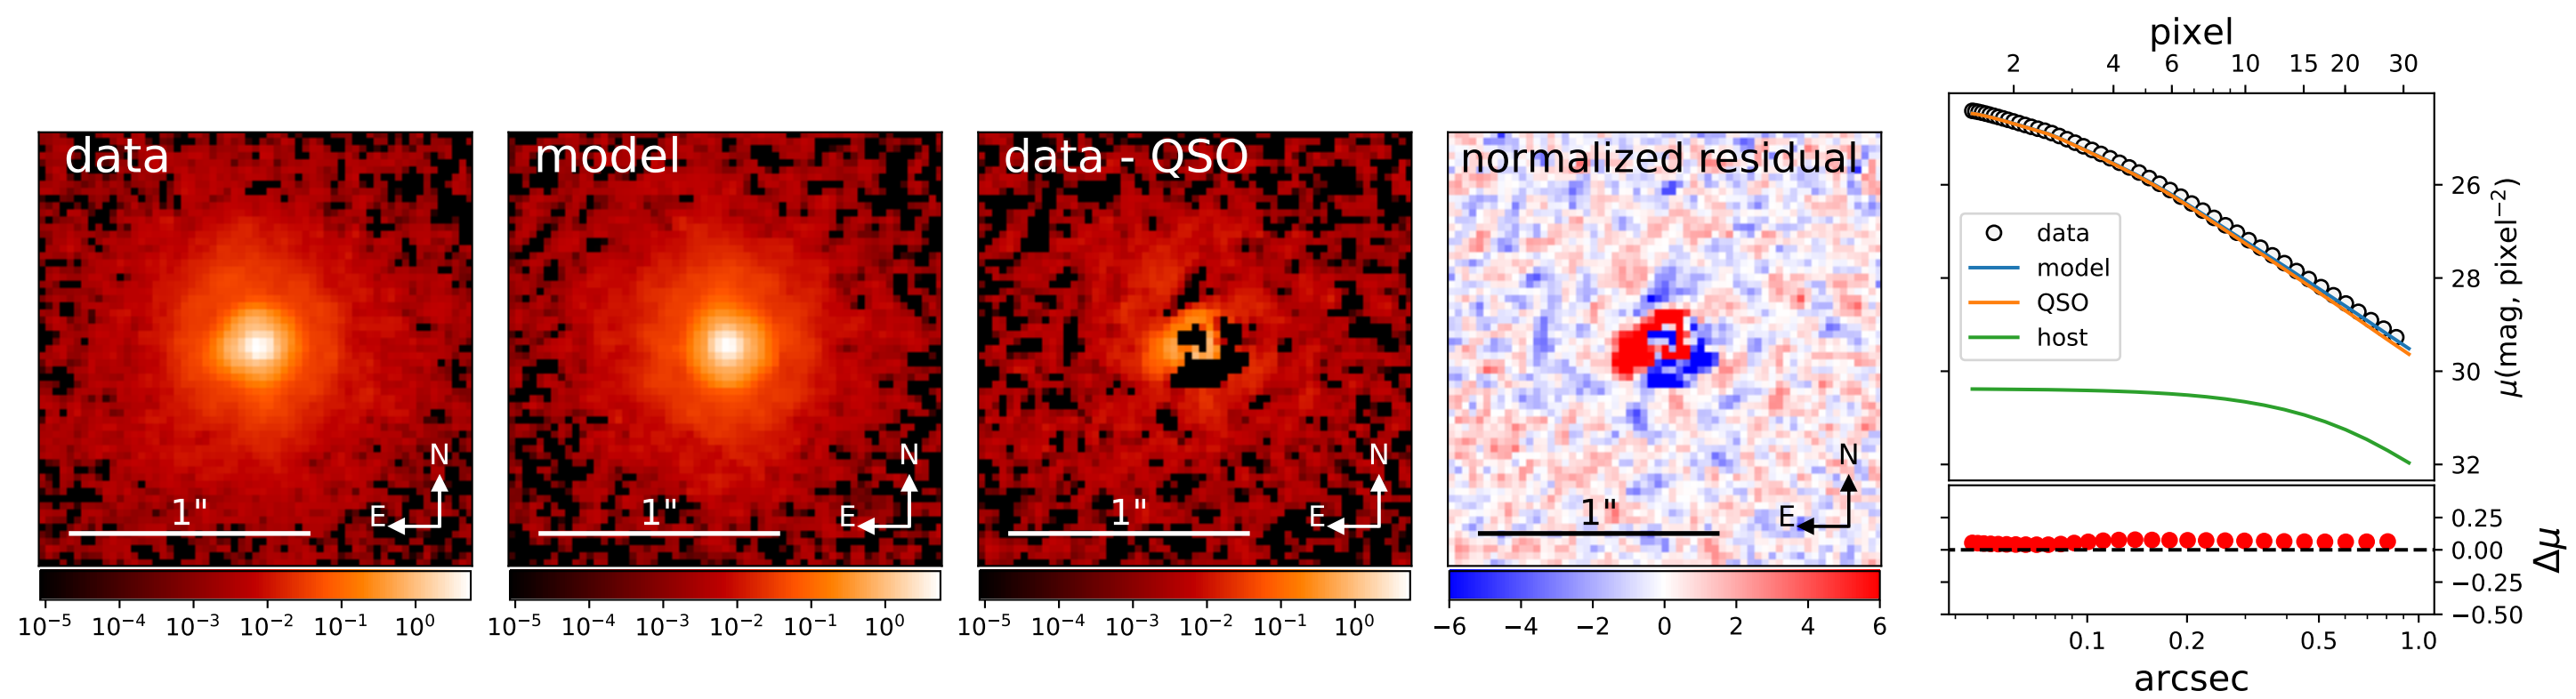 data
1"
N
E
10⁻⁵ 10⁻⁴ 10⁻³ 10⁻² 10⁻¹ 10⁰
model
1"
N
E
10⁻⁵ 10⁻⁴ 10⁻³ 10⁻² 10⁻¹ 10⁰
data - QSO
1"
N
E
10⁻⁵ 10⁻⁴ 10⁻³ 10⁻² 10⁻¹ 10⁰
normalized residual
1"
N
E
−6 −4 −2 0 2 4 6
pixel
2 4 6 10 15 20 30
data
model
QSO
host
26
28
30
32
μ(mag, pixel⁻²)
0.25
0.00
−0.25
−0.50
Δμ
0.1 0.2 0.5 1.0
arcsec